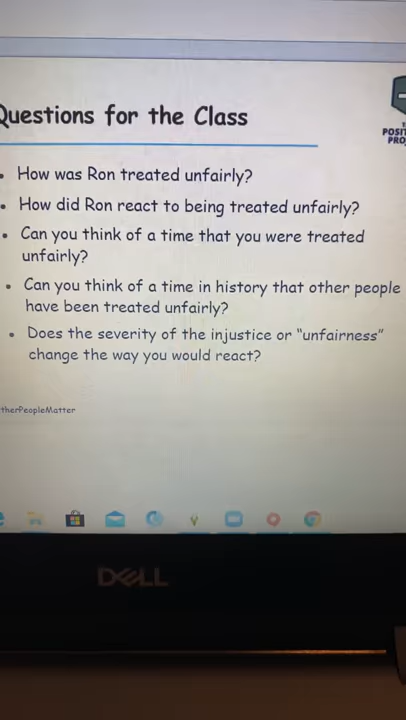 Questions for the Class
POSIT
PRO
• How was Ron treated unfairly?
• How did Ron react to being treated unfairly?
• Can you think of a time that you were treated
unfairly?
• Can you think of a time in history that other people
have been treated unfairly?
• Does the severity of the injustice or “unfairness”
change the way you would react?
therPeopleMatter
DELL